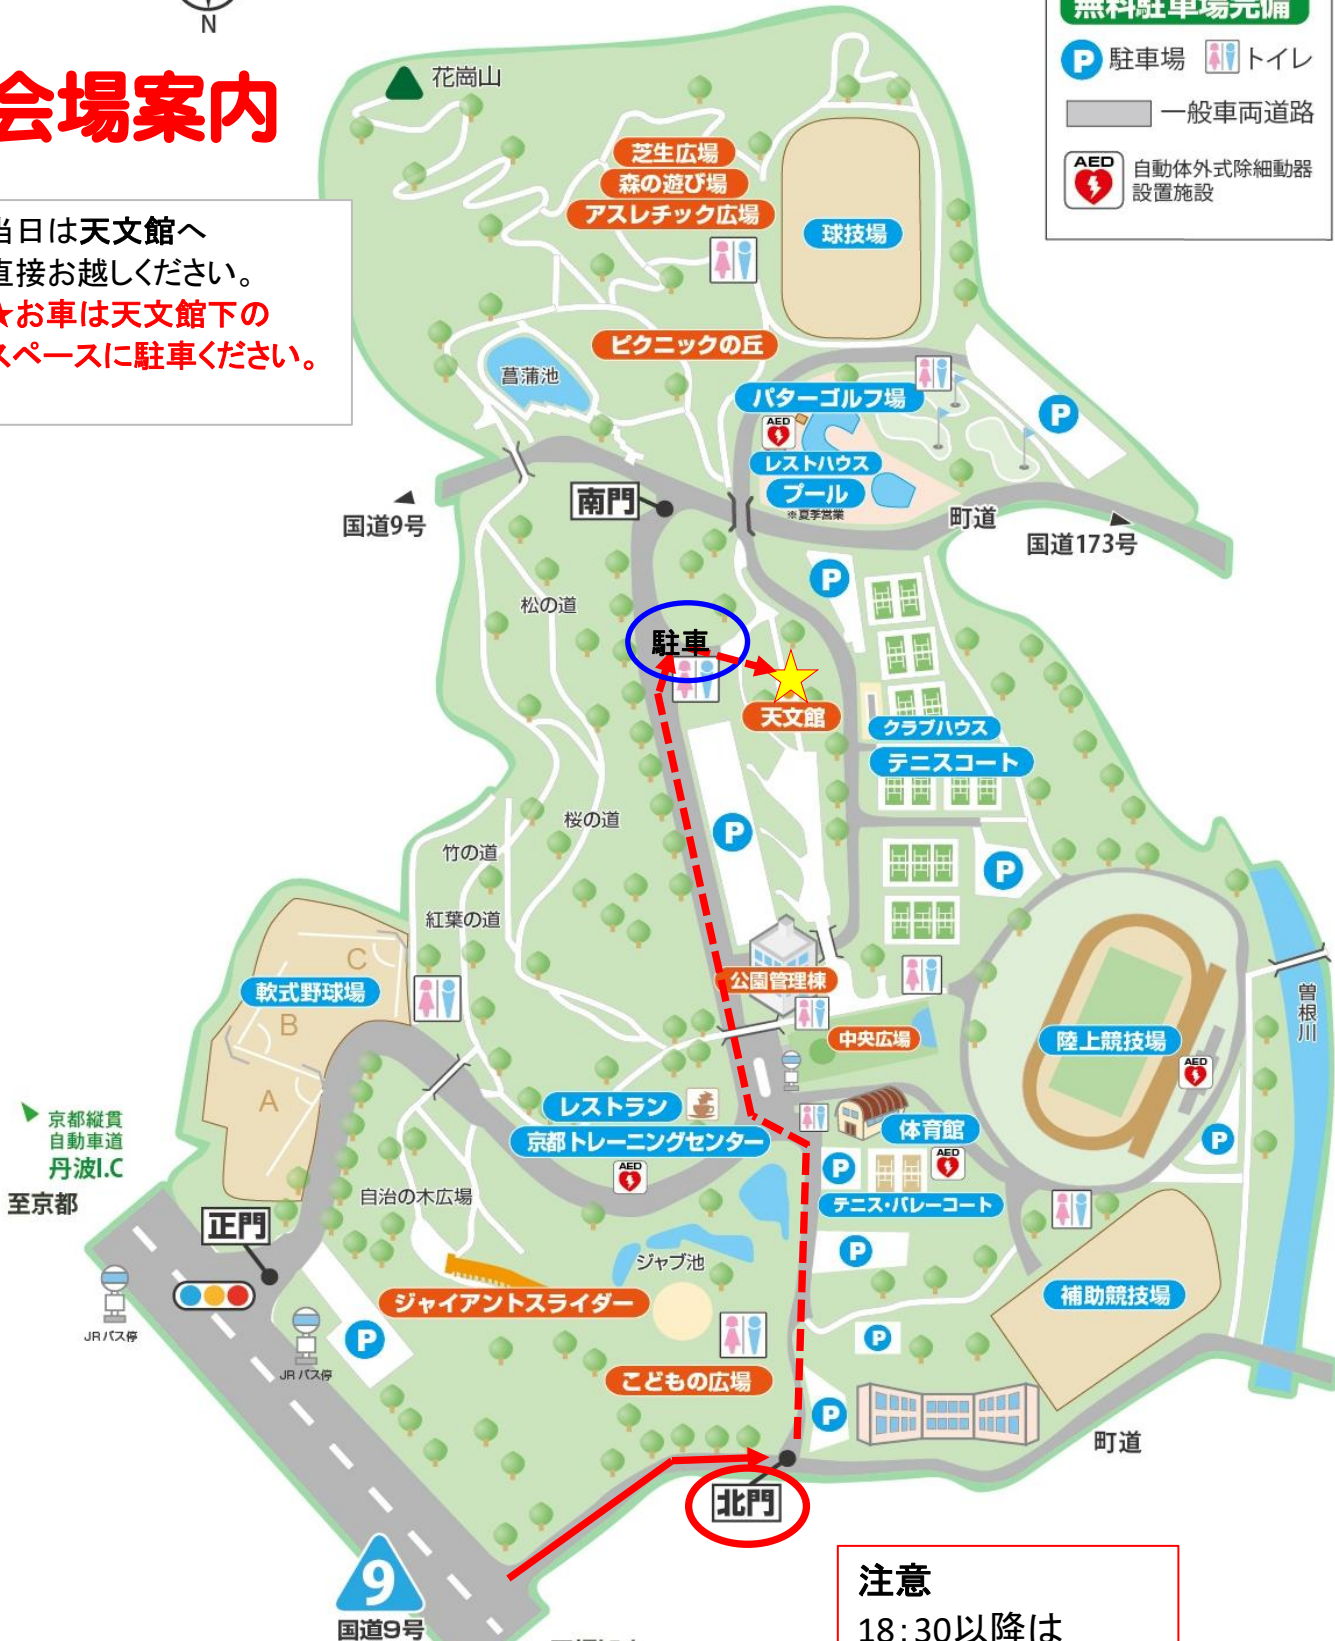 N
会場案内
当日は天文館へ
直接お越しください。
★お車は天文館下の
スペースに駐車ください。
無料駐車場完備
P 駐車場 トイレ
一般車両道路
AED 自動体外式除細動器
設置施設
花崗山
芝生広場
森の遊び場
アスレチック広場
球技場
ピクニックの丘
菖蒲池
パターゴルフ場
AED
P
レストハウス
プール
※夏季営業
南門
国道9号
町道
国道173号
P
松の道
駐車
天文館
クラブハウス
テニスコート
桜の道
P
竹の道
P
紅葉の道
C
軟式野球場
B
A
公園管理棟
中央広場
陸上競技場
AED
曽根川
レストラン
京都トレーニングセンター
AED
体育館
AED
P
P
テニス・バレーコート
京都縦貫
自動車道
丹波I.C
至京都
自治の木広場
正門
ジャブ池
P
ジャイアントスライダー
補助競技場
JRバス停
P
JRバス停
P
こどもの広場
P
町道
北門
9
国道9号
注意
18:30以降は